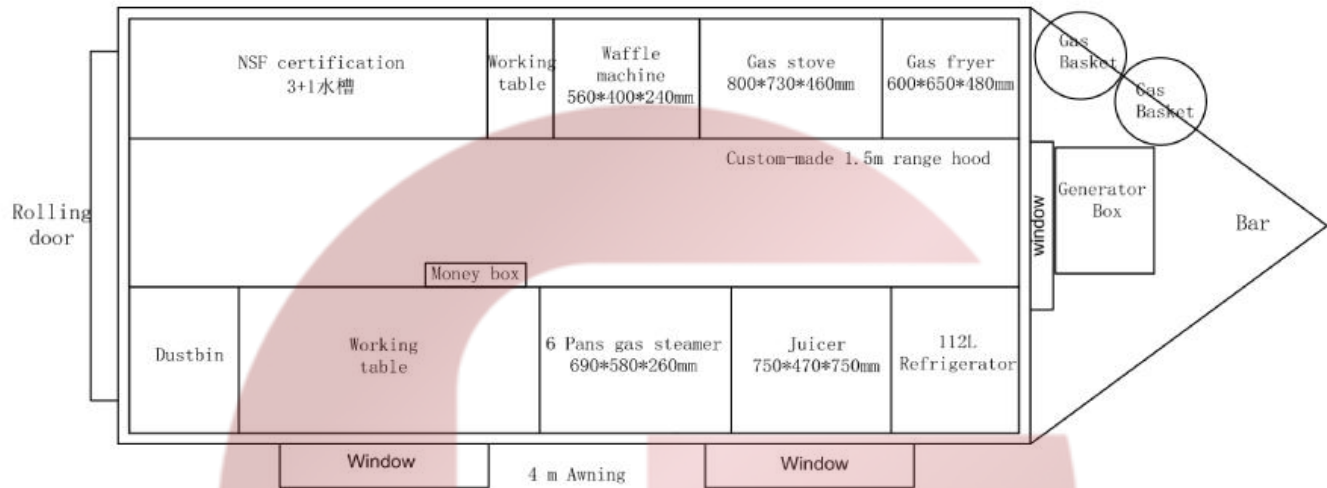 NSF certification
3+1水槽
Working
table
Waffle
machine
560*400*240mm
Gas stove
800*730*460mm
Gas fryer
600*650*480mm
Gas
Basket
Gas
Basket
Custom-made 1.5m range hood
Rolling
door
window
Generator
Box
Bar
Money box
Dustbin
Working
table
6 Pans gas steamer
690*580*260mm
Juicer
750*470*750mm
112L
Refrigerator
Window
4 m Awning
Window